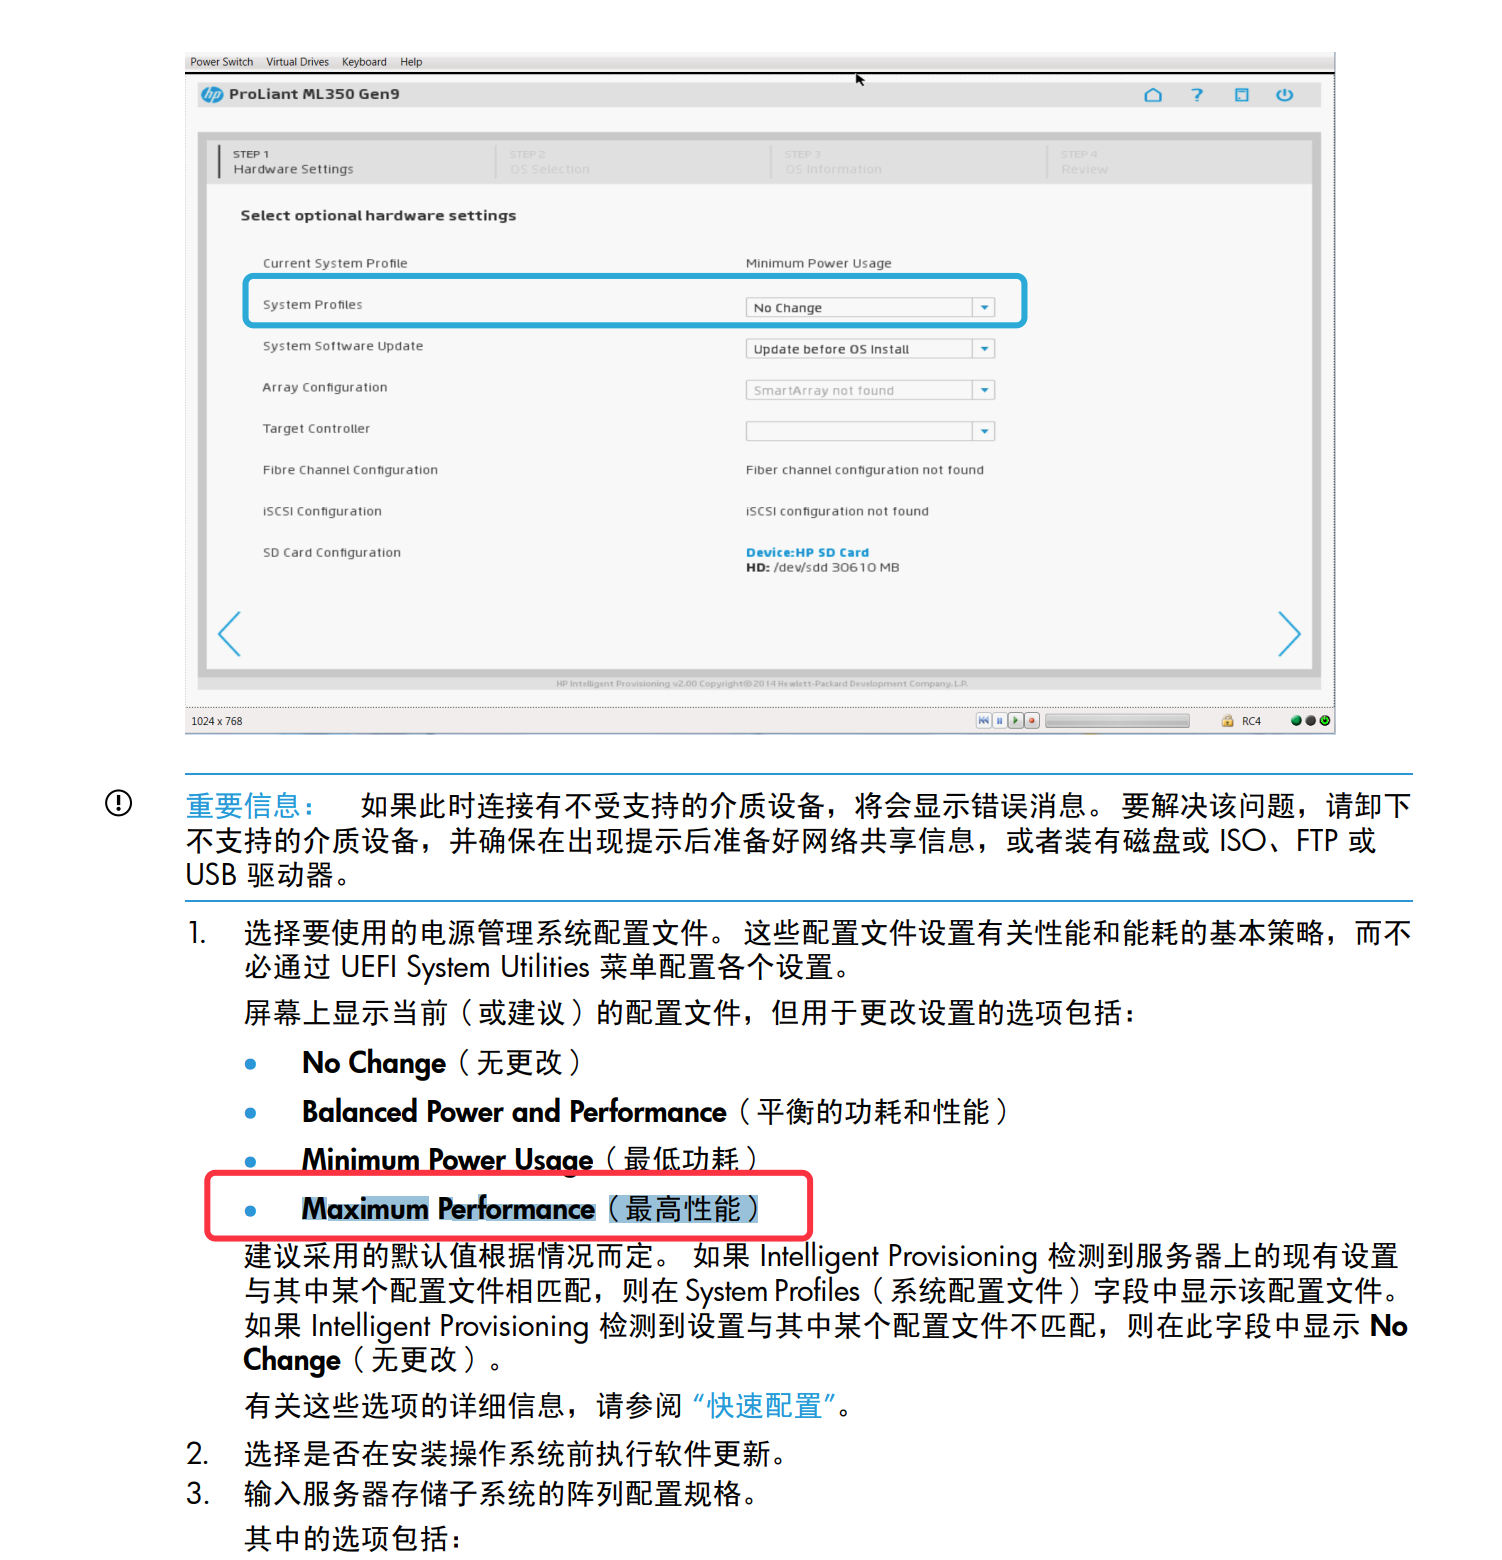 Power Switch Virtual Drives Keyboard Help
hp ProLiant ML350 Gen9
STEP 1 STEP 2 STEP 3 STEP 4
Hardware Settings OS Selection OS Information Review
Select optional hardware settings
Current System Profile Minimum Power Usage
System Profiles No Change
System Software Update Update before OS Install
Array Configuration SmartArray not found
Target Controller
Fibre Channel Configuration Fiber channel configuration not found
iSCSI Configuration iSCSI configuration not found
SD Card Configuration Device:HP SD Card
HD: /dev/sdd 30610 MB
HP Intelligent Provisioning v2.00 Copyright©2014 Hewlett-Packard Development Company, L.P.
1024 x 768 RC4
重要信息： 如果此时连接有不受支持的介质设备，将会显示错误消息。 要解决该问题，请卸下
不支持的介质设备，并确保在出现提示后准备好网络共享信息，或者装有磁盘或 ISO、FTP 或
USB 驱动器。
1. 选择要使用的电源管理系统配置文件。 这些配置文件设置有关性能和能耗的基本策略，而不
必通过 UEFI System Utilities 菜单配置各个设置。
屏幕上显示当前（或建议）的配置文件，但用于更改设置的选项包括：
• No Change（无更改）
• Balanced Power and Performance（平衡的功耗和性能）
• Minimum Power Usage（最低功耗）
• Maximum Performance（最高性能）
建议采用的默认值根据情况而定。 如果 Intelligent Provisioning 检测到服务器上的现有设置
与其中某个配置文件相匹配，则在 System Profiles（系统配置文件）字段中显示该配置文件。
如果 Intelligent Provisioning 检测到设置与其中某个配置文件不匹配，则在此字段中显示 No
Change（无更改）。
有关这些选项的详细信息，请参阅 “快速配置”。
2. 选择是否在安装操作系统前执行软件更新。
3. 输入服务器存储子系统的阵列配置规格。
其中的选项包括：